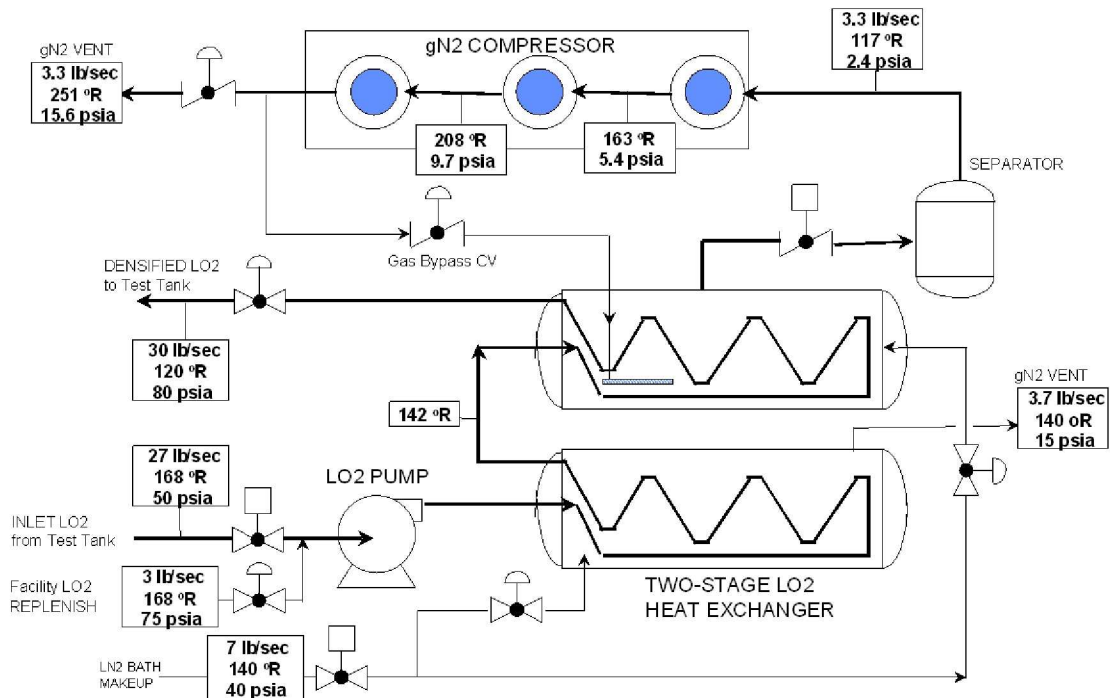 gN2 COMPRESSOR
3.3 lb/sec
117 ºR
2.4 psia
gN2 VENT
3.3 lb/sec
251 ºR
15.6 psia
208 ºR
9.7 psia
163 ºR
5.4 psia
SEPARATOR
Gas Bypass CV
DENSIFIED LO2
to Test Tank
30 lb/sec
120 ºR
80 psia
gN2 VENT
3.7 lb/sec
140 oR
15 psia
142 ºR
27 lb/sec
168 ºR
50 psia
LO2 PUMP
INLET LO2
from Test Tank
Facility LO2
REPLENISH
3 lb/sec
168 ºR
75 psia
TWO-STAGE LO2
HEAT EXCHANGER
LN2 BATH
MAKEUP
7 lb/sec
140 ºR
40 psia